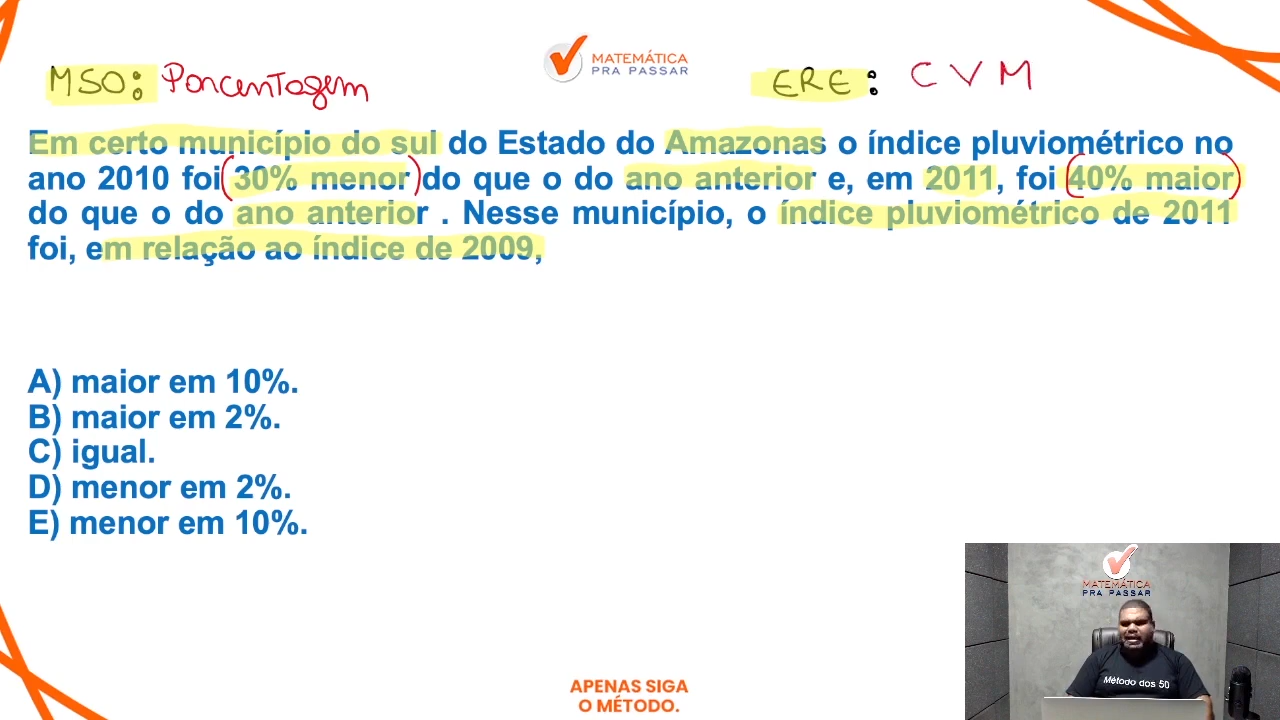 MATEMÁTICA
PRA PASSAR
MSO: Porcentagem
ERE: CVM
Em certo município do sul do Estado do Amazonas o índice pluviométrico no
ano 2010 foi (30% menor) do que o do ano anterior e, em 2011, foi (40% maior)
do que o do ano anterior . Nesse município, o índice pluviométrico de 2011
foi, em relação ao índice de 2009,
A) maior em 10%.
B) maior em 2%.
C) igual.
D) menor em 2%.
E) menor em 10%.
MATEMÁTICA
PRA PASSAR
Método dos 50
APENAS SIGA
O MÉTODO.